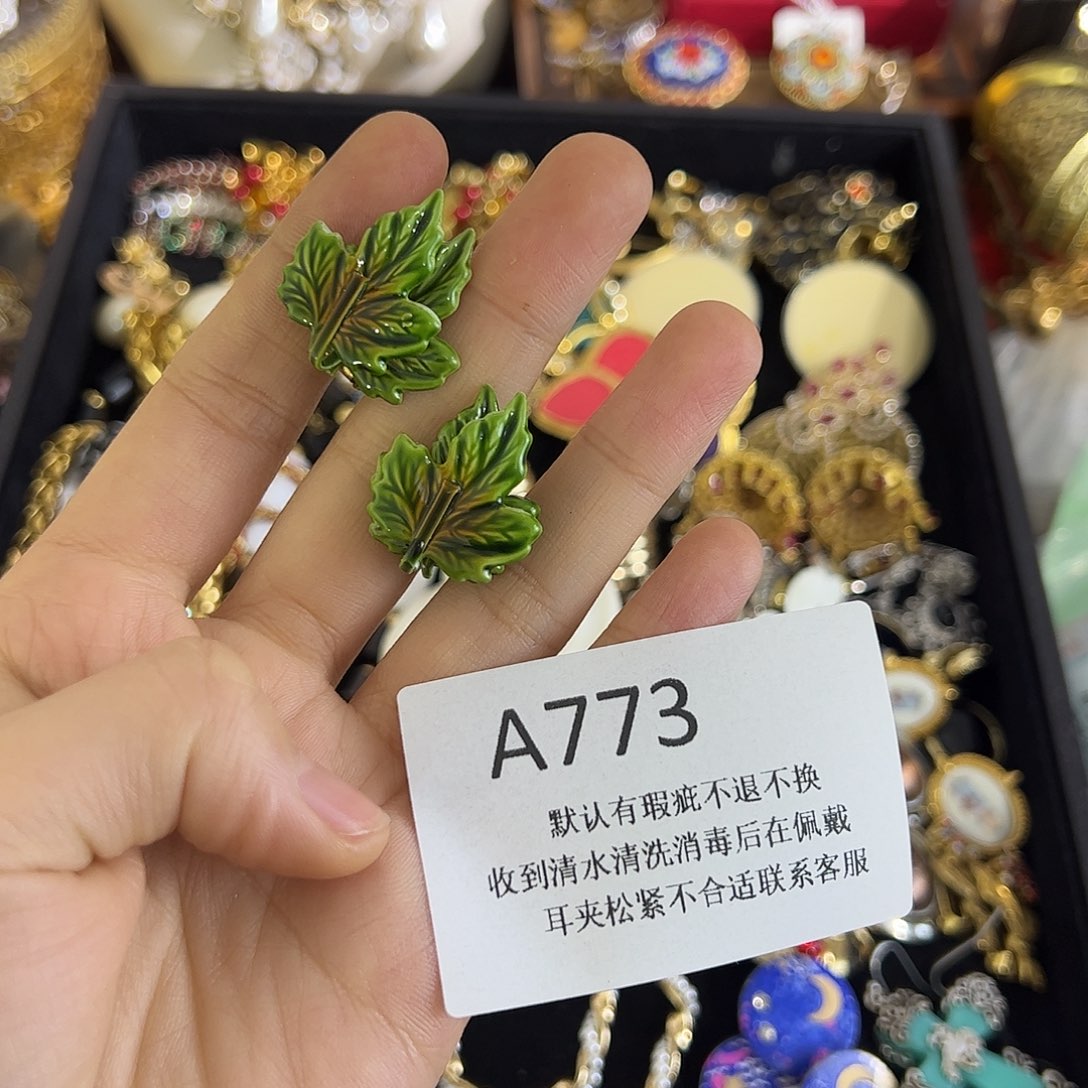 A773
默认有瑕疵不退不换
收到清水清洗消毒后在佩戴
耳夹松紧不合适联系客服